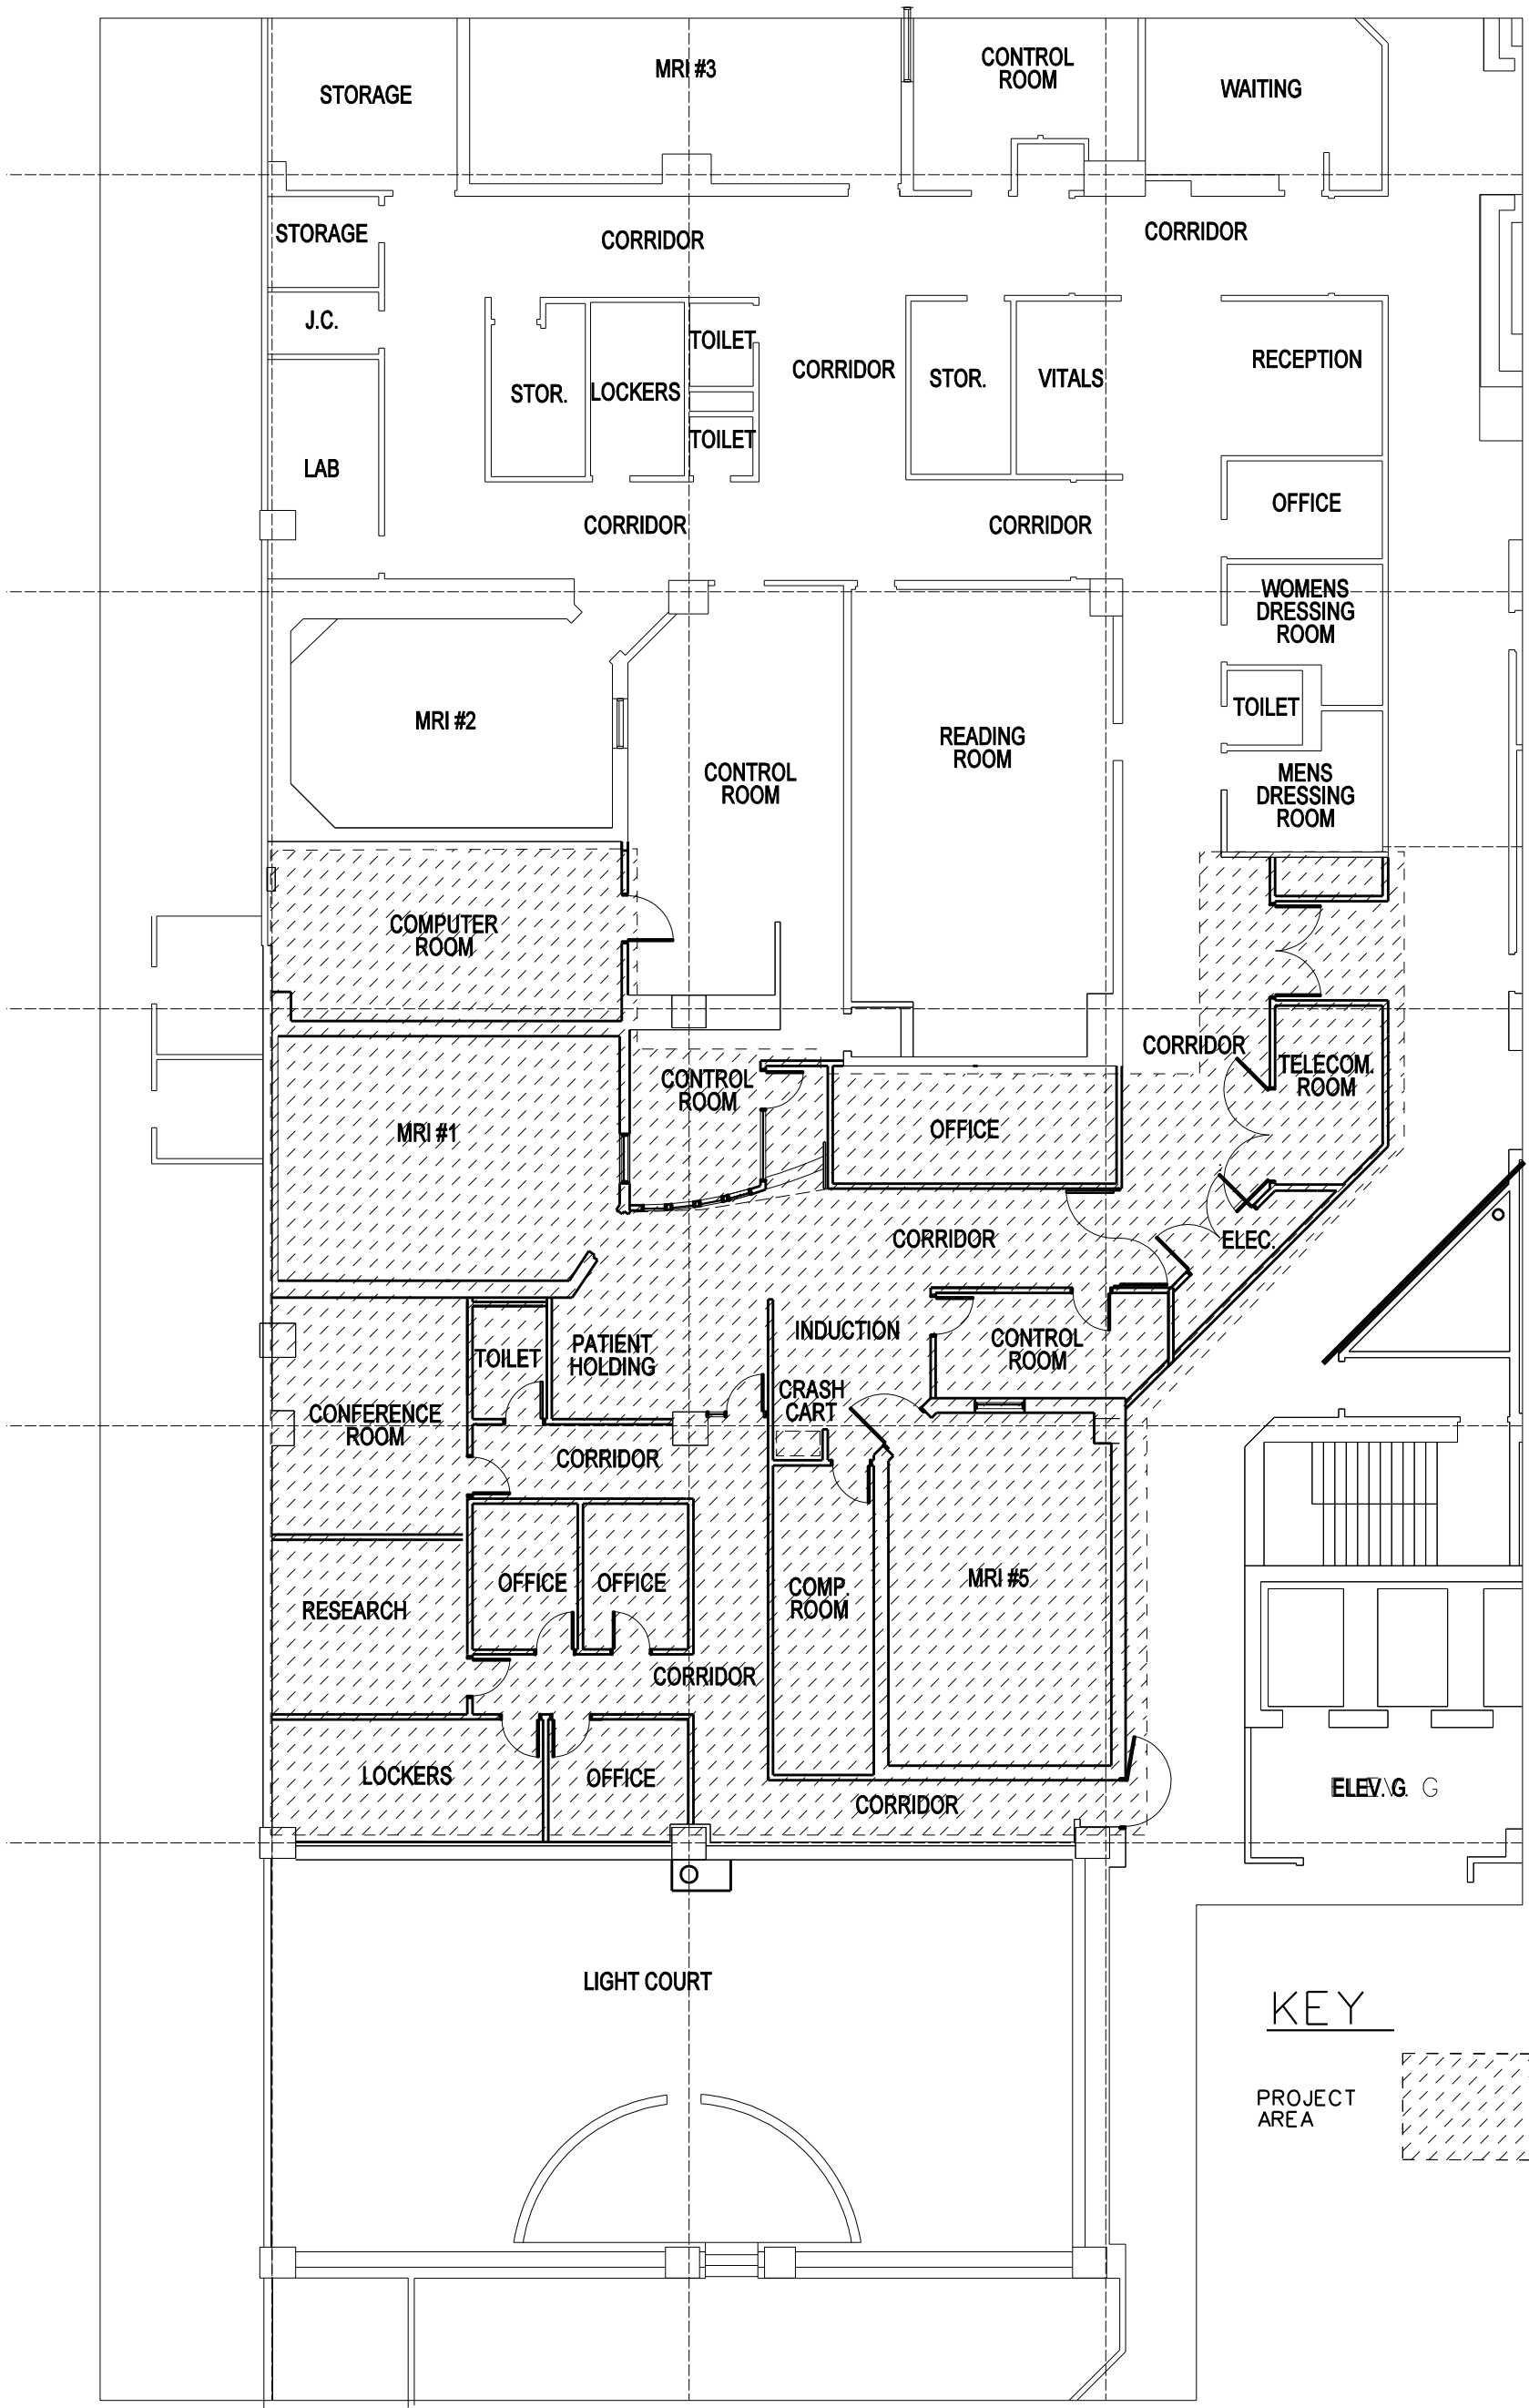 STORAGE
MRI #3
CONTROL
ROOM
WAITING
STORAGE
CORRIDOR
CORRIDOR
J.C.
TOILET
CORRIDOR
RECEPTION
STOR.
LOCKERS
STOR.
VITALS
TOILET
LAB
OFFICE
CORRIDOR
CORRIDOR
WOMENS
DRESSING
ROOM
MRI #2
TOILET
READING
ROOM
CONTROL
ROOM
MENS
DRESSING
ROOM
COMPUTER
ROOM
CORRIDOR
TELECOM.
ROOM
CONTROL
ROOM
MRI #1
OFFICE
CORRIDOR
ELEC.
INDUCTION
CONTROL
ROOM
PATIENT
HOLDING
TOILET
CRASH
CART
CONFERENCE
ROOM
CORRIDOR
OFFICE
OFFICE
COMP.
ROOM
MRI #5
RESEARCH
CORRIDOR
LOCKERS
OFFICE
CORRIDOR
ELEV. G
LIGHT COURT
KEY
PROJECT
AREA